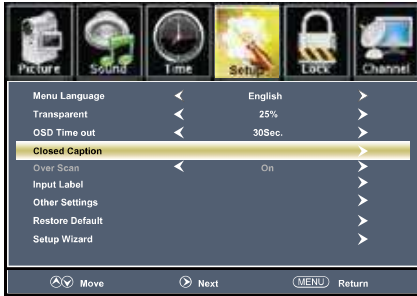 Picture Sound Time Setup Lock Channel
Menu Language English
Transparent 25%
OSD Time out 30Sec.
Closed Caption
Over Scan On
Input Label
Other Settings
Restore Default
Setup Wizard
Move Next MENU Return